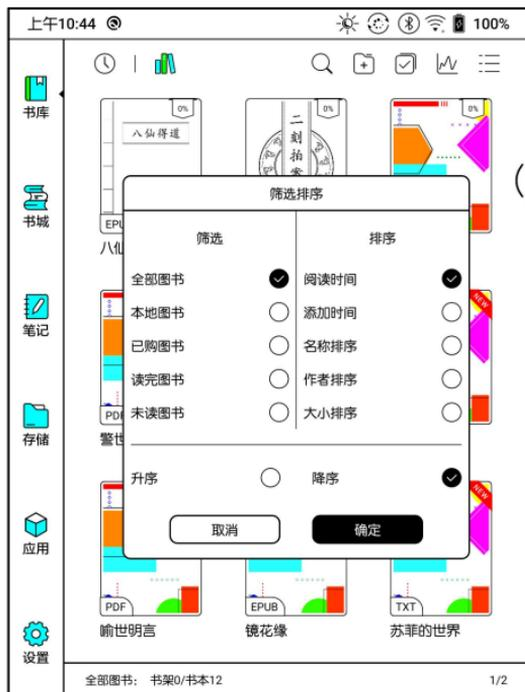 上午10:44
100%
书库
书城
笔记
存储
应用
设置
0%
八仙得道
0%
二刻拍案
0%
EPU
八仙
筛选排序
筛选
排序
全部图书
阅读时间
本地图书
添加时间
已购图书
名称排序
读完图书
作者排序
未读图书
大小排序
升序
降序
取消
确定
NEW
PDF
警世
NEW
PDF
EPUB
TXT
喻世明言
镜花缘
苏菲的世界
全部图书： 书架0/书本12
1/2